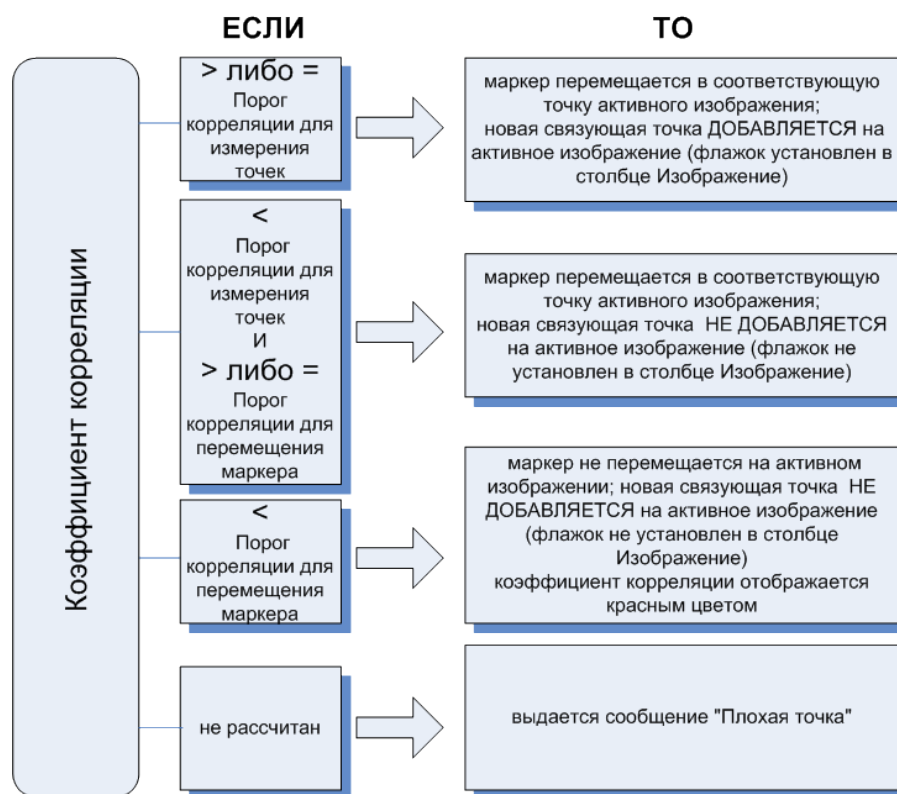 ЕСЛИ
ТО
Коэффициент корреляции
> либо =
Порог
корреляции для
измерения
точек
маркер перемещается в соответствующую
точку активного изображения;
новая связующая точка ДОБАВЛЯЕТСЯ на
активное изображение (флажок установлен в
столбце Изображение)
<
Порог
корреляции для
измерения
точек
И
> либо =
Порог
корреляции для
перемещения
маркера
маркер перемещается в соответствующую
точку активного изображения;
новая связующая точка НЕ ДОБАВЛЯЕТСЯ
на активное изображение (флажок не
установлен в столбце Изображение)
<
Порог
корреляции для
перемещения
маркера
маркер не перемещается на активном
изображении; новая связующая точка НЕ
ДОБАВЛЯЕТСЯ на активное изображение
(флажок не установлен в столбце
Изображение)
коэффициент корреляции отображается
красным цветом
не рассчитан
выдается сообщение "Плохая точка"